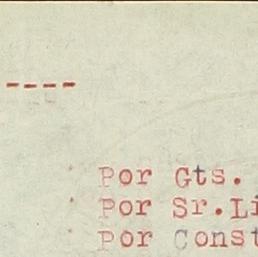 ----
Por Gts.
Por Sr.Li
Por Const